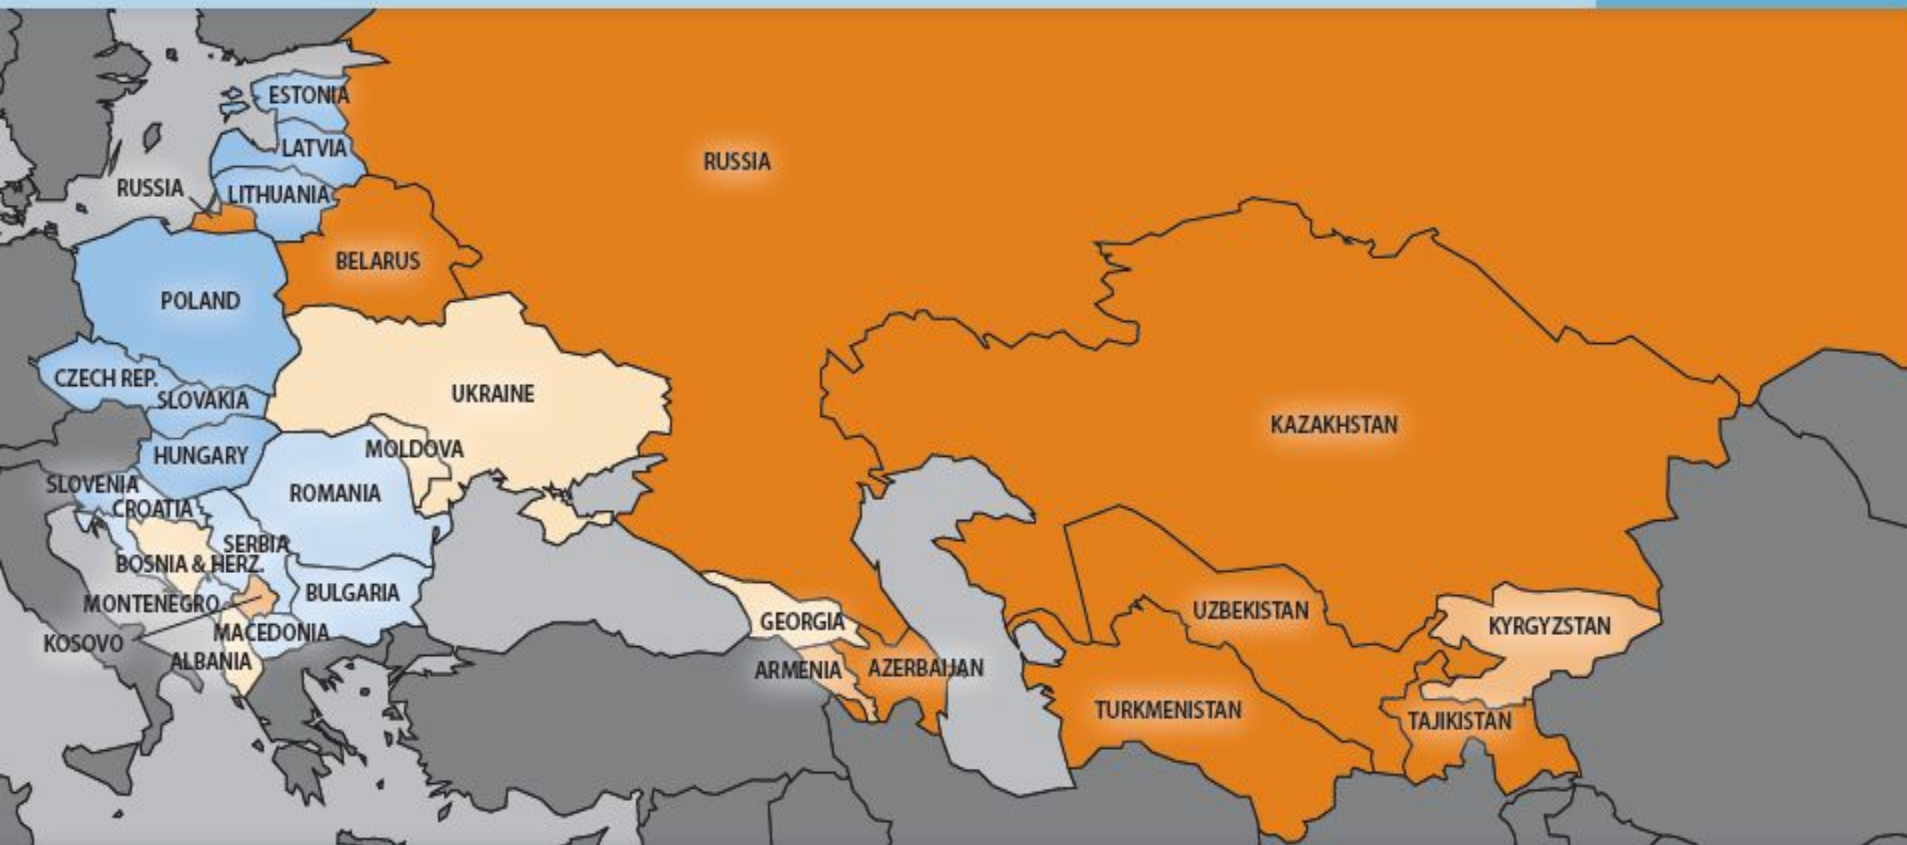 ESTONIA
LATVIA
RUSSIA
RUSSIA
LITHUANIA
BELARUS
POLAND
CZECH REP.
UKRAINE
SLOVAKIA
KAZAKHSTAN
MOLDOVA
HUNGARY
SLOVENIA
ROMANIA
CROATIA
SERBIA
BOSNIA & HERZ.
BULGARIA
MONTENEGRO
UZBEKISTAN
GEORGIA
KYRGYZSTAN
MACEDONIA
KOSOVO
ALBANIA
ARMENIA
AZERBAIJAN
TURKMENISTAN
TAJIKISTAN